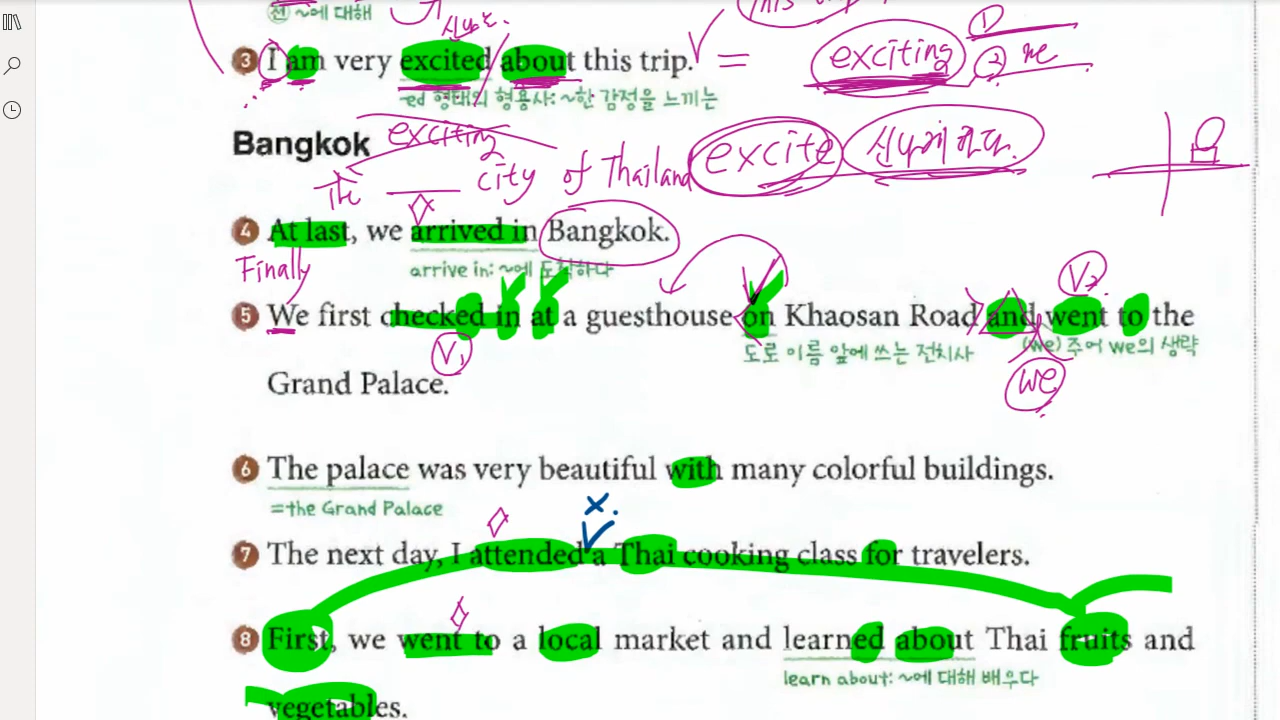 전 ~에 대해
3 I am very excited about this trip. = exciting ① ②
-ed 형태의 형용사: ~한 감정을 느끼는
Bangkok exciting
The city of Thailand excite 신나게 하다.
4 At last, we arrived in Bangkok.
Finally arrive in: ~에 도착하다
V2
5 We first checked in at a guesthouse on Khaosan Road and went to the
V1 도로 이름 앞에 쓰는 전치사 (we) 주어 we의 생략
Grand Palace. we
6 The palace was very beautiful with many colorful buildings.
=the Grand Palace
7 The next day, I attended a Thai cooking class for travelers.
8 First, we went to a local market and learned about Thai fruits and
learn about: ~에 대해 배우다
vegetables.